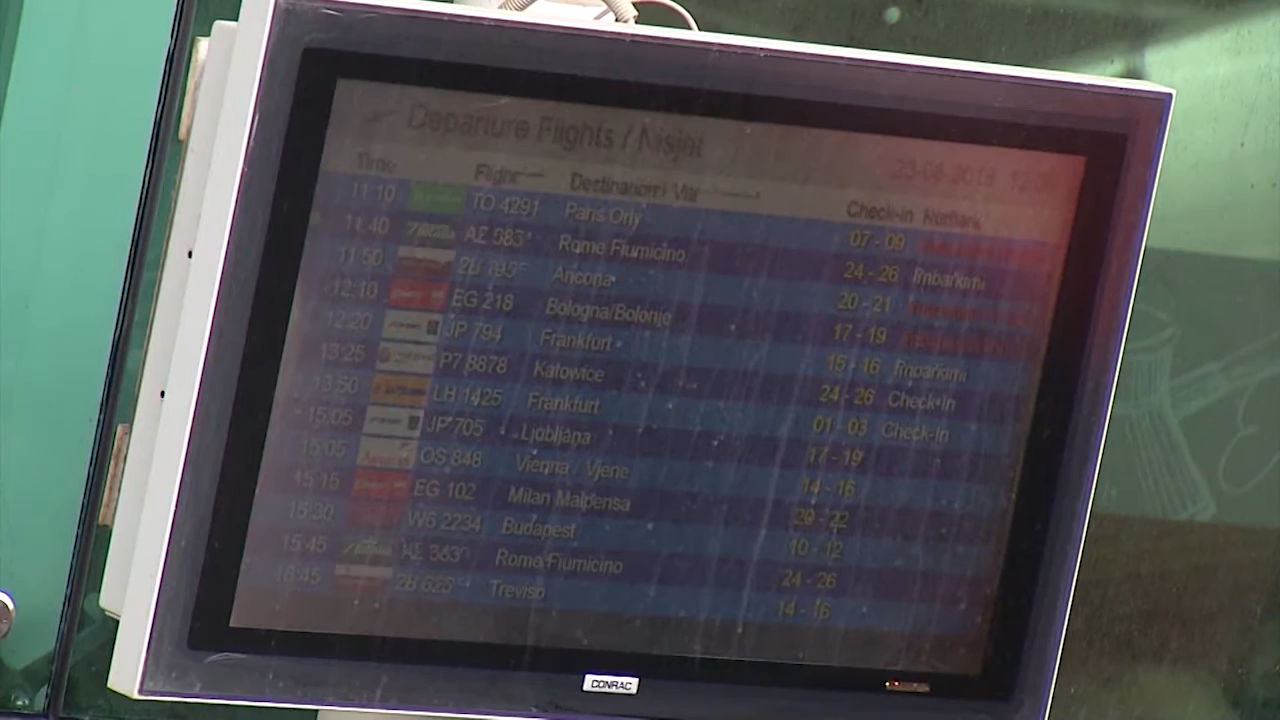 Departure Flights / Nisjet
Time Flight Destination / Check-in
11:10 TO 4291 Paris Orly 07 - 09
11:40 Rome Fiumicino 24 - 26 Imbarkimi
11:50 Ancona 20 - 21
12:10 EG 218 Bologna/Bolonje 17 - 19
12:20 JP 794 Frankfurt 15 - 16 Imbarkimi
13:25 P7 8878 Katowice 24 - 26 Check-In
13:50 LH 1425 Frankfurt 01 - 03 Check-In
15:05 JP 705 Ljubljana 17 - 19
15:05 OS 848 Vienna / Vjene 14 - 16
15:15 EG 102 Milan Malpensa 20 - 22
15:30 W6 2234 Budapest 10 - 12
15:45 Rome Fiumicino 24 - 26
16:45 Treviso 14 - 16
CONRAC